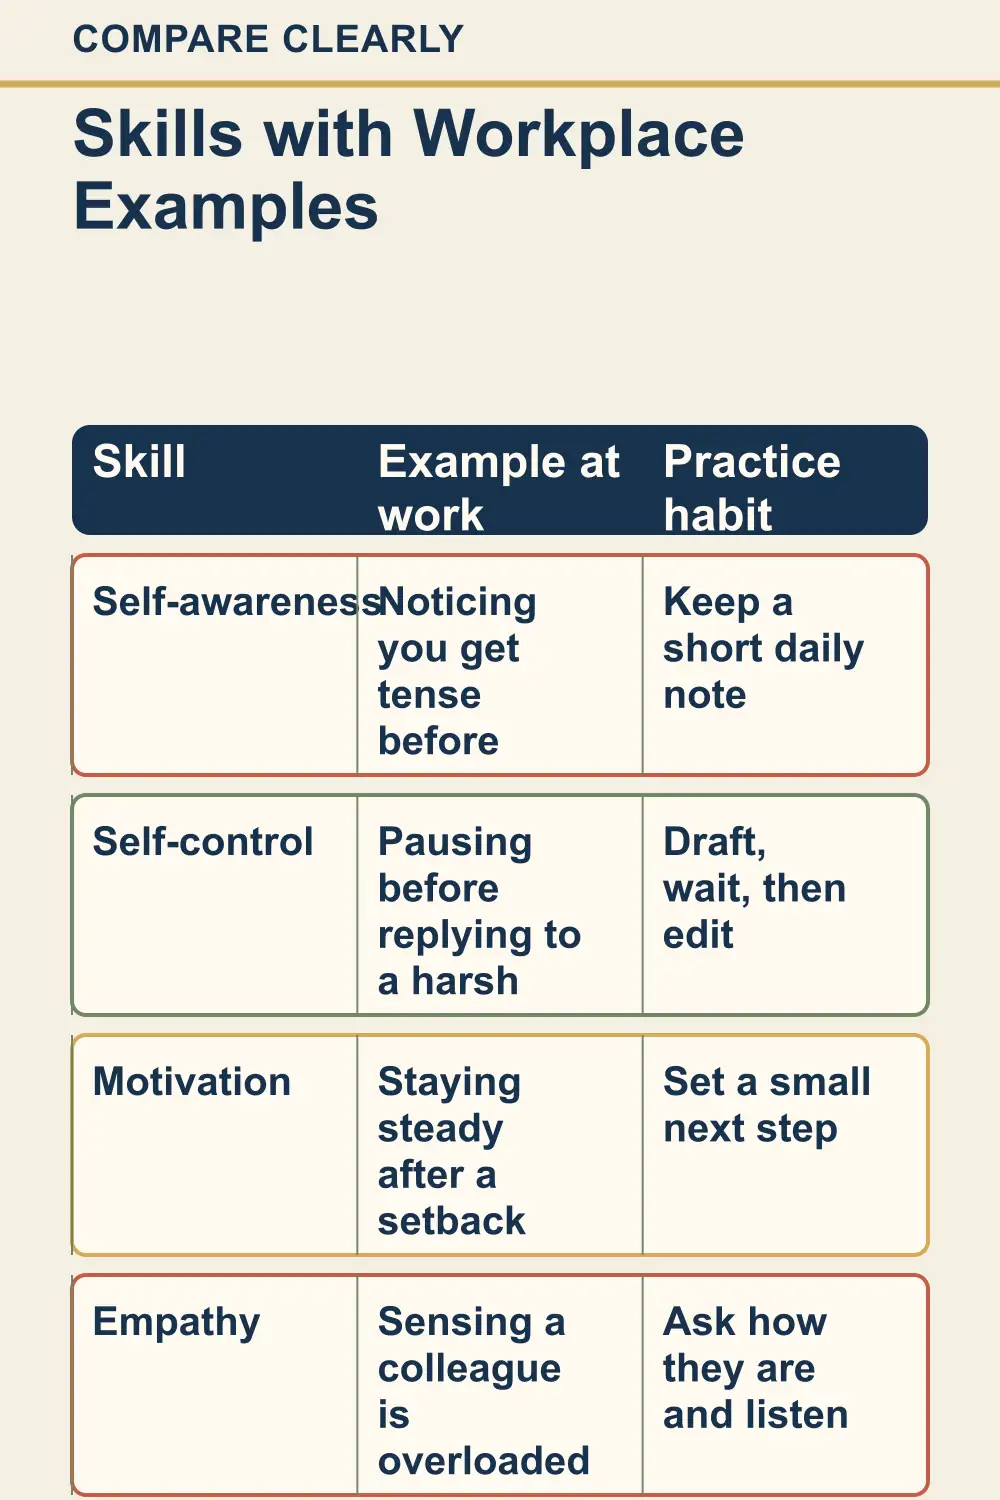 COMPARE CLEARLY
Skills with Workplace
Examples
Skill
Example at
work
Practice
habit
Self-awareness
Noticing
you get
tense
before
Keep a
short daily
note
Self-control
Pausing
before
replying to
a harsh
Draft,
wait, then
edit
Motivation
Staying
steady
after a
setback
Set a small
next step
Empathy
Sensing a
colleague
is
overloaded
Ask how
they are
and listen